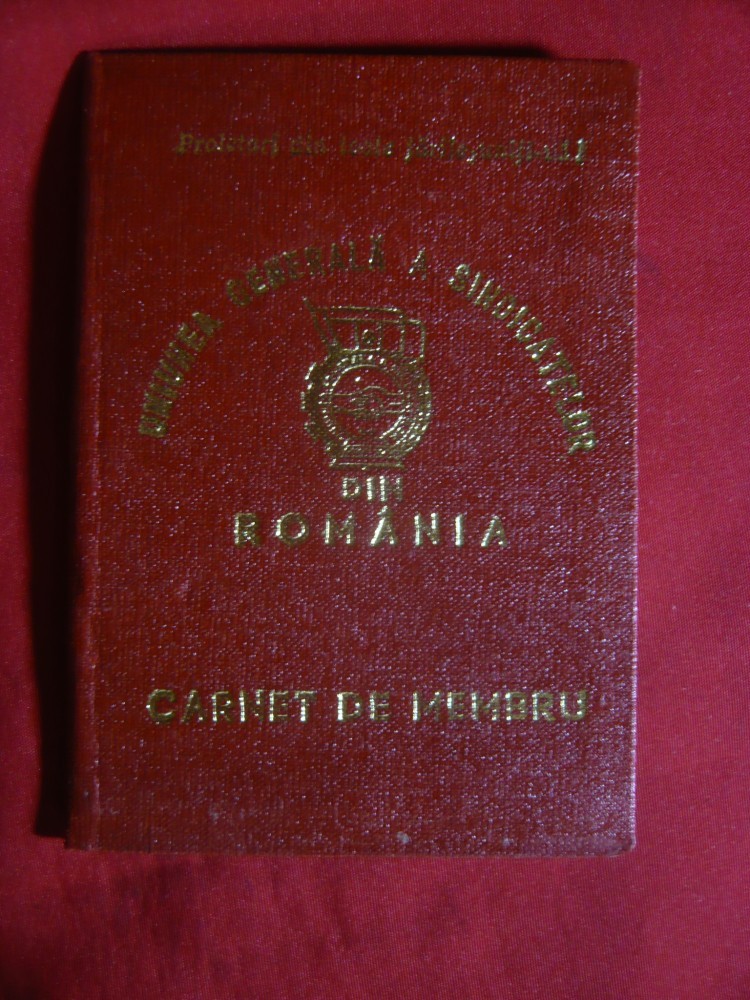 Proletari din toate țările, uniți-vă!
UNIUNEA GENERALĂ A SINDICATELOR
DIN
ROMÂNIA
CARNET DE MEMBRU